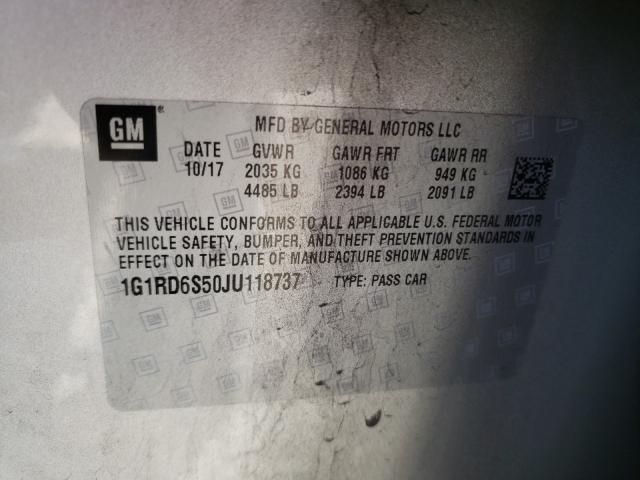 GM ® MFD BY GENERAL MOTORS LLC
DATE GVWR GAWR FRT GAWR RR
10/17 2035 KG 1086 KG 949 KG
4485 LB 2394 LB 2091 LB
THIS VEHICLE CONFORMS TO ALL APPLICABLE U.S. FEDERAL MOTOR
VEHICLE SAFETY, BUMPER, AND THEFT PREVENTION STANDARDS IN
EFFECT ON THE DATE OF MANUFACTURE SHOWN ABOVE.
1G1RD6S50JU118737 TYPE: PASS CAR